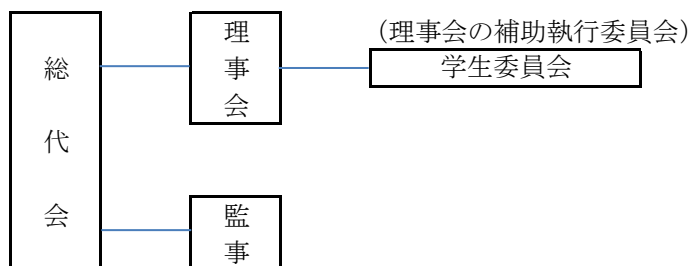 総代会
理事会
（理事会の補助執行委員会）
学生委員会
監事